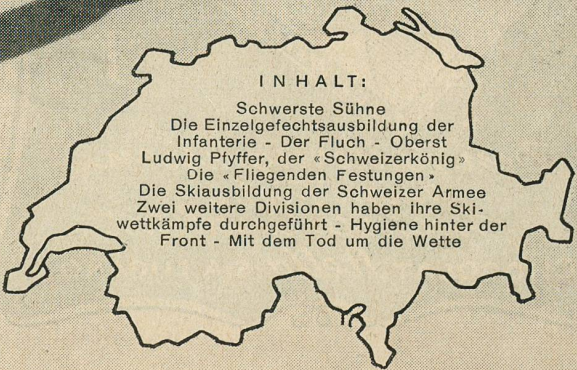 INHALT:
Schwerste Sühne
Die Einzelgefechtsausbildung der
Infanterie - Der Fluch - Oberst
Ludwig Pfyffer, der «Schweizerkönig»
Die «Fliegenden Festungen»
Die Skiausbildung der Schweizer Armee
Zwei weitere Divisionen haben ihre Ski-
wettkämpfe durchgeführt - Hygiene hinter der
Front - Mit dem Tod um die Wette